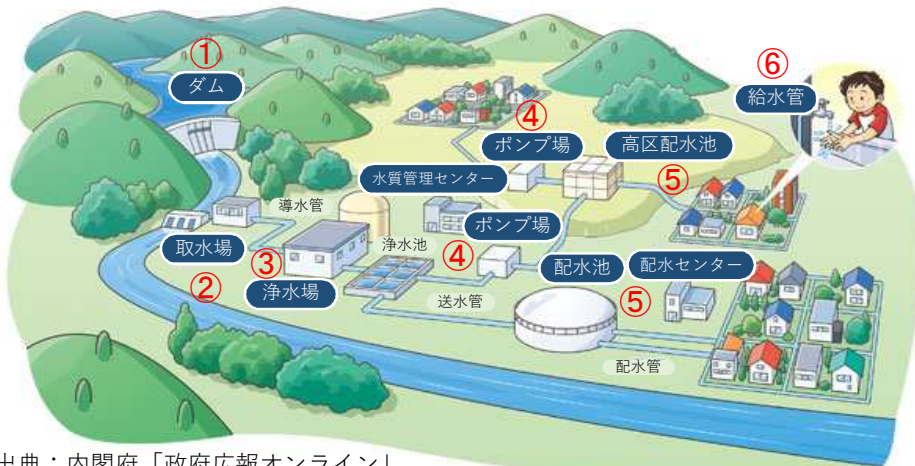 ①
ダム
⑥
給水管
④
ポンプ場
高区配水池
⑤
水質管理センター
導水管
ポンプ場
取水場
②
③
浄水場
浄水池
④
送水管
配水池
⑤
配水センター
配水管
出典：内閣府「政府広報オンライン」